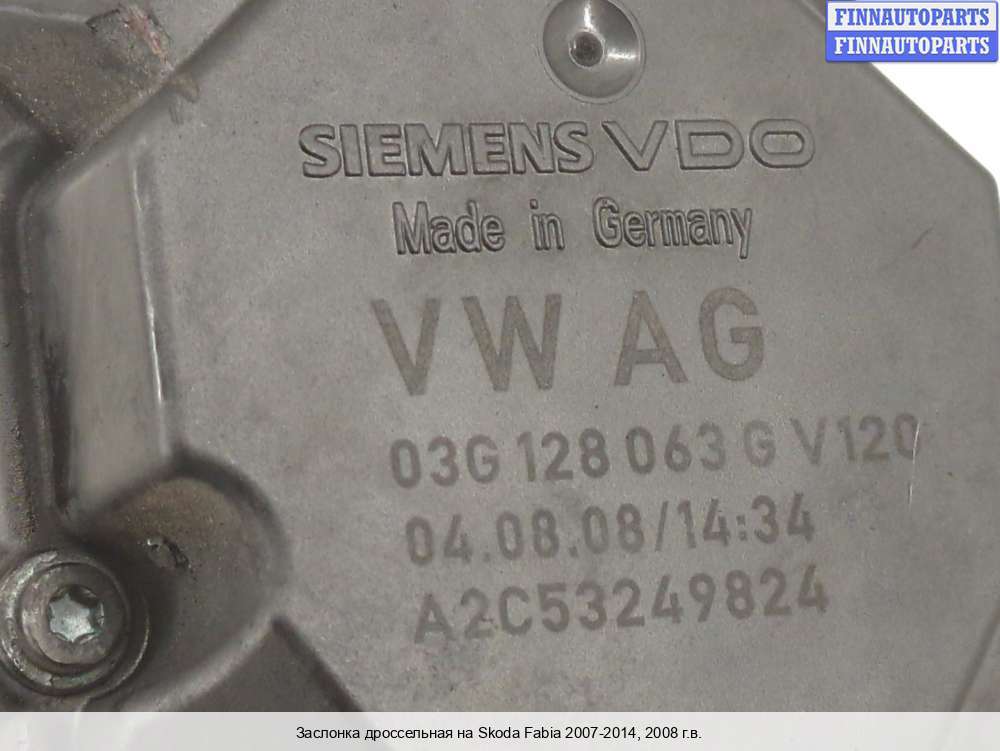 FINNAUTOPARTS
FINNAUTOPARTS
SIEMENS VDO
Made in Germany
VW AG
03G 128 063 G V120
04.08.08/14:34
A2C53249824
Заслонка дроссельная на Skoda Fabia 2007-2014, 2008 г.в.